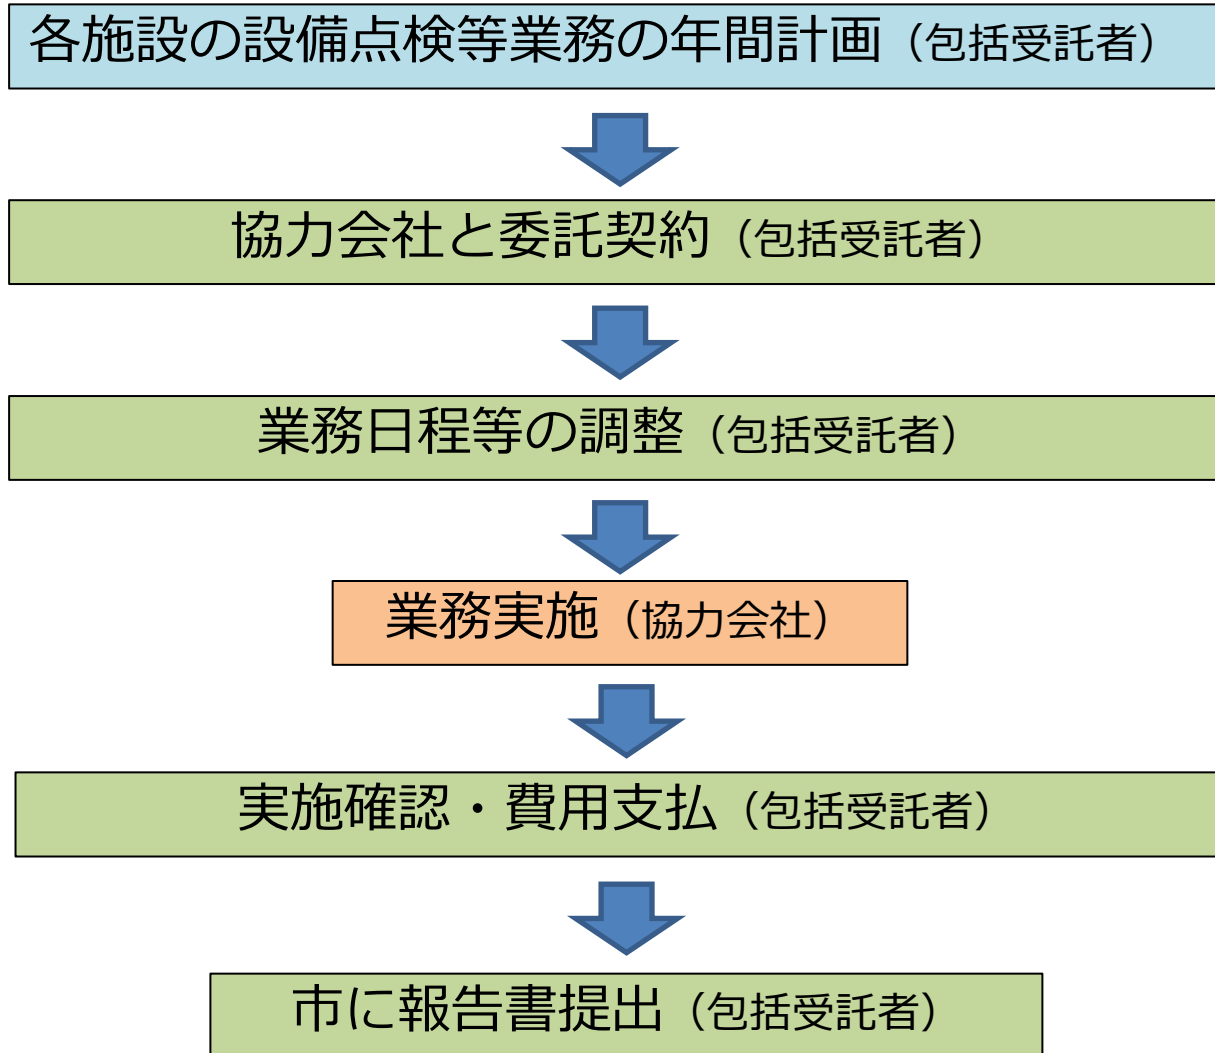 各施設の設備点検等業務の年間計画（包括受託者）
協力会社と委託契約（包括受託者）
業務日程等の調整（包括受託者）
業務実施（協力会社）
実施確認・費用支払（包括受託者）
市に報告書提出（包括受託者）